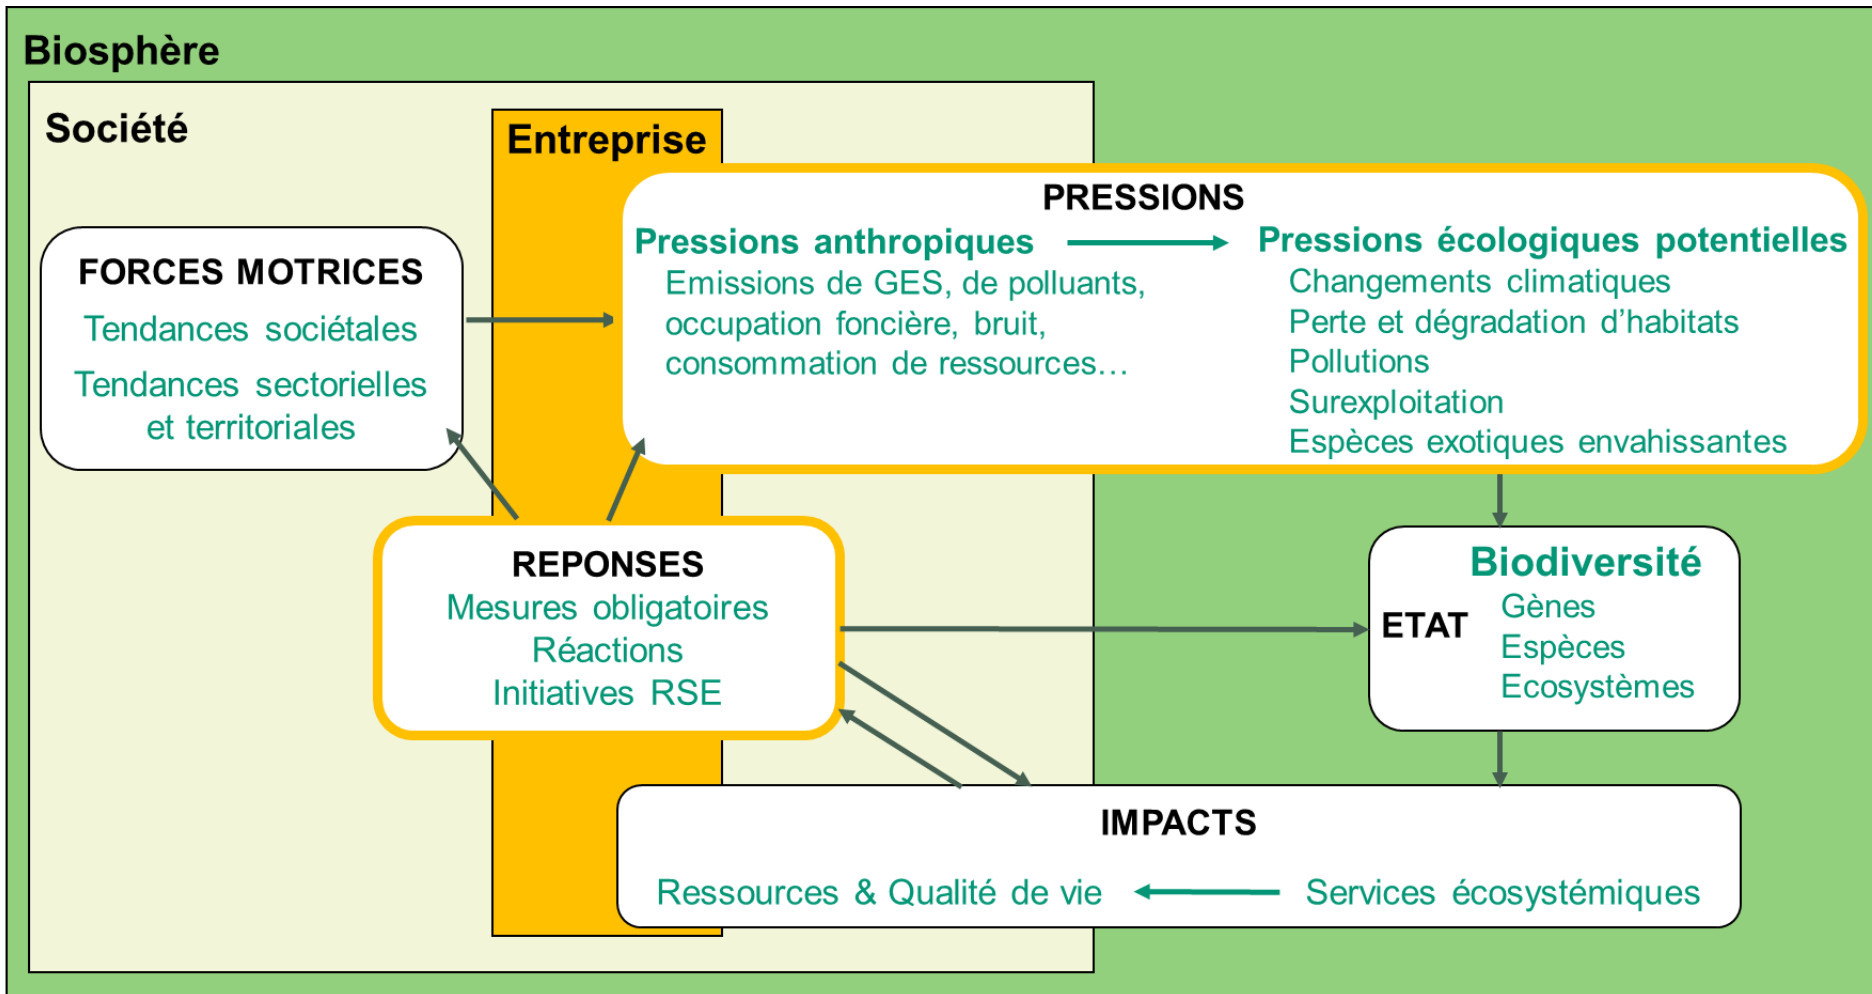 Biosphère
Société
Entreprise
FORCES MOTRICES
Tendances sociétales
Tendances sectorielles
et territoriales
PRESSIONS
Pressions anthropiques
Emissions de GES, de polluants,
occupation foncière, bruit,
consommation de ressources…
Pressions écologiques potentielles
Changements climatiques
Perte et dégradation d’habitats
Pollutions
Surexploitation
Espèces exotiques envahissantes
REPONSES
Mesures obligatoires
Réactions
Initiatives RSE
ETAT
Biodiversité
Gènes
Espèces
Ecosystèmes
IMPACTS
Ressources & Qualité de vie
Services écosystémiques